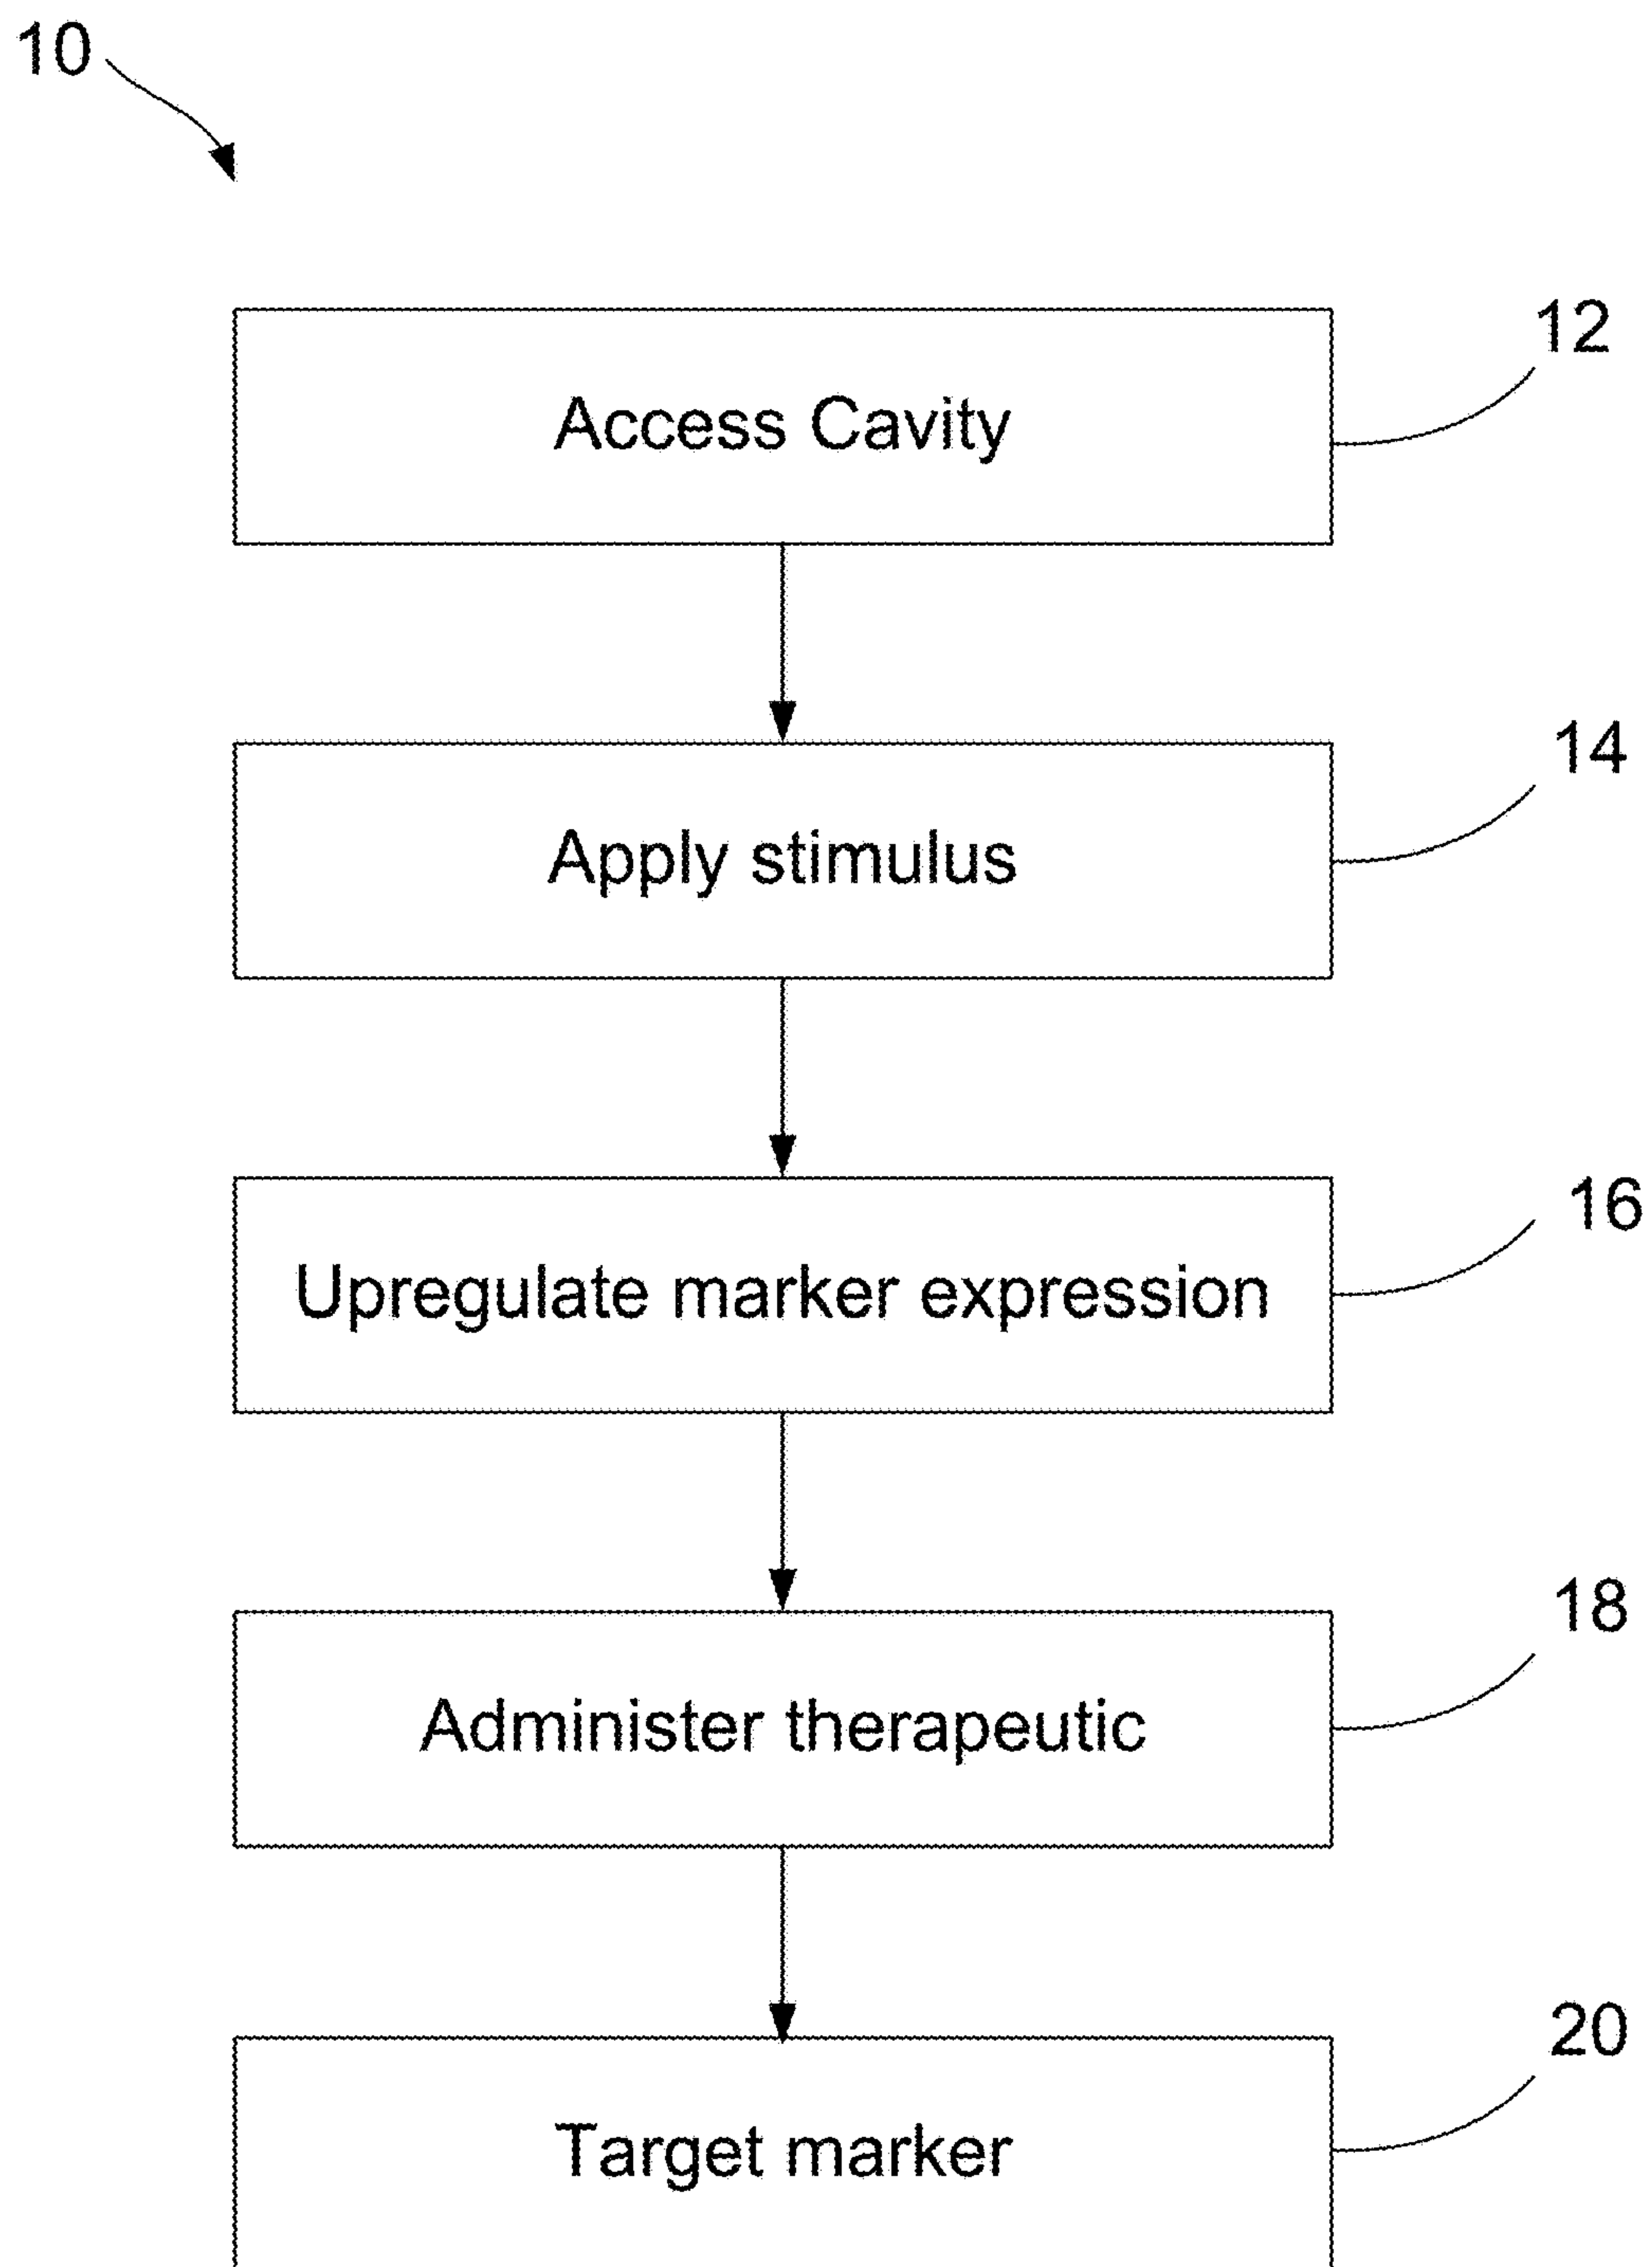 10
12
Access Cavity
14
Apply stimulus
16
Upregulate marker expression
18
Administer therapeutic
20
Target marker